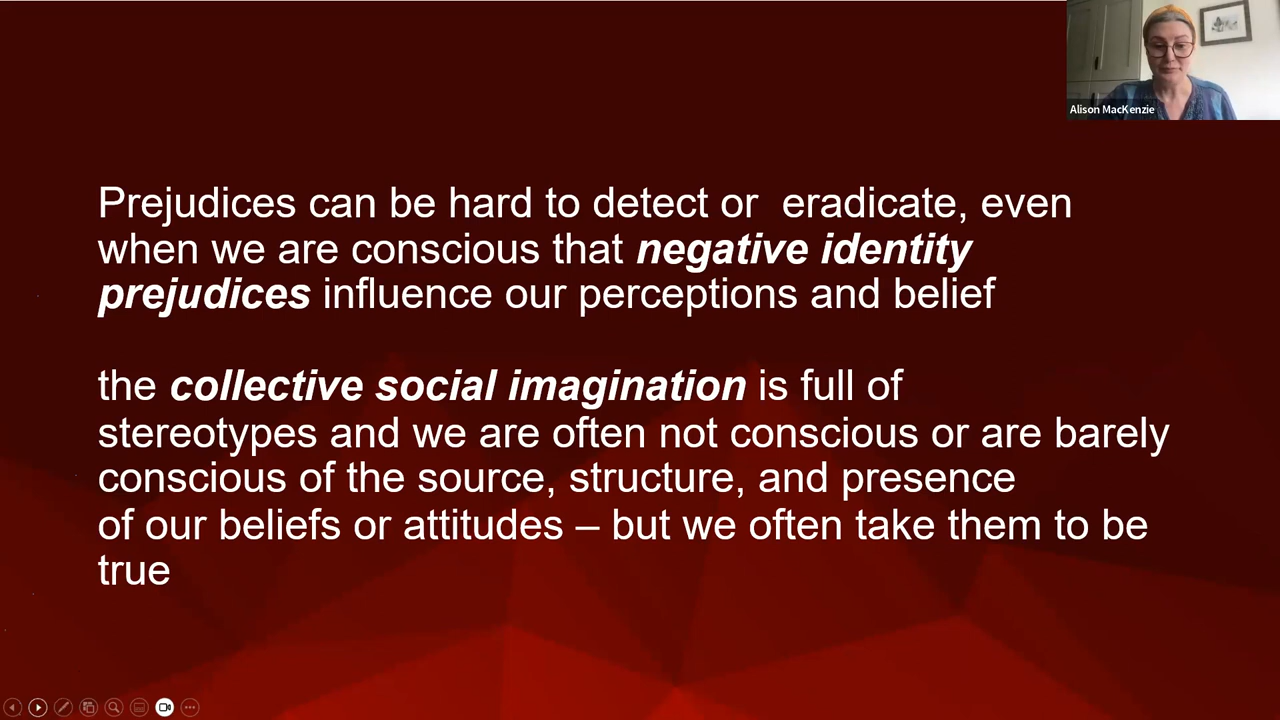 Alison MacKenzie
Prejudices can be hard to detect or  eradicate, even
when we are conscious that negative identity
prejudices influence our perceptions and belief
the collective social imagination is full of
stereotypes and we are often not conscious or are barely
conscious of the source, structure, and presence
of our beliefs or attitudes – but we often take them to be
true